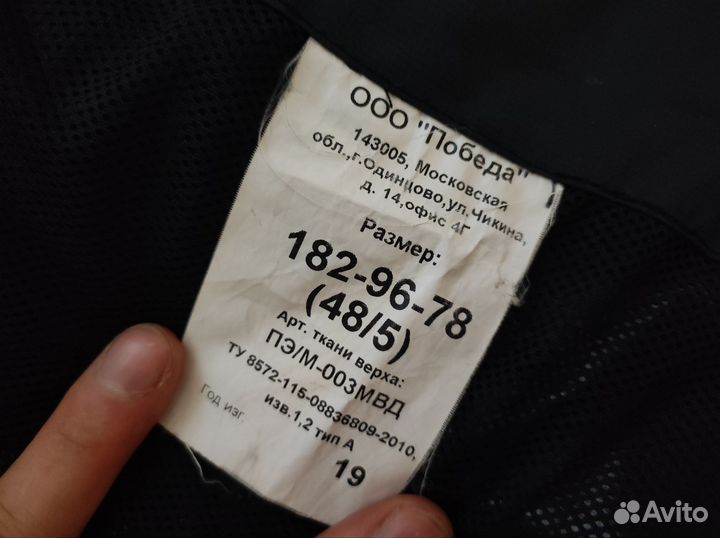 ООО "Победа"
143005, Московская
обл.,г.Одинцово,ул.Чикина,
д. 14,офис 4Г
Размер:
182-96-78
(48/5)
Арт. ткани верха:
ПЭ/М-003МВД
ТУ 8572-115-08836809-2010,
изв.1,2 тип А
Год изг.
19
Avito